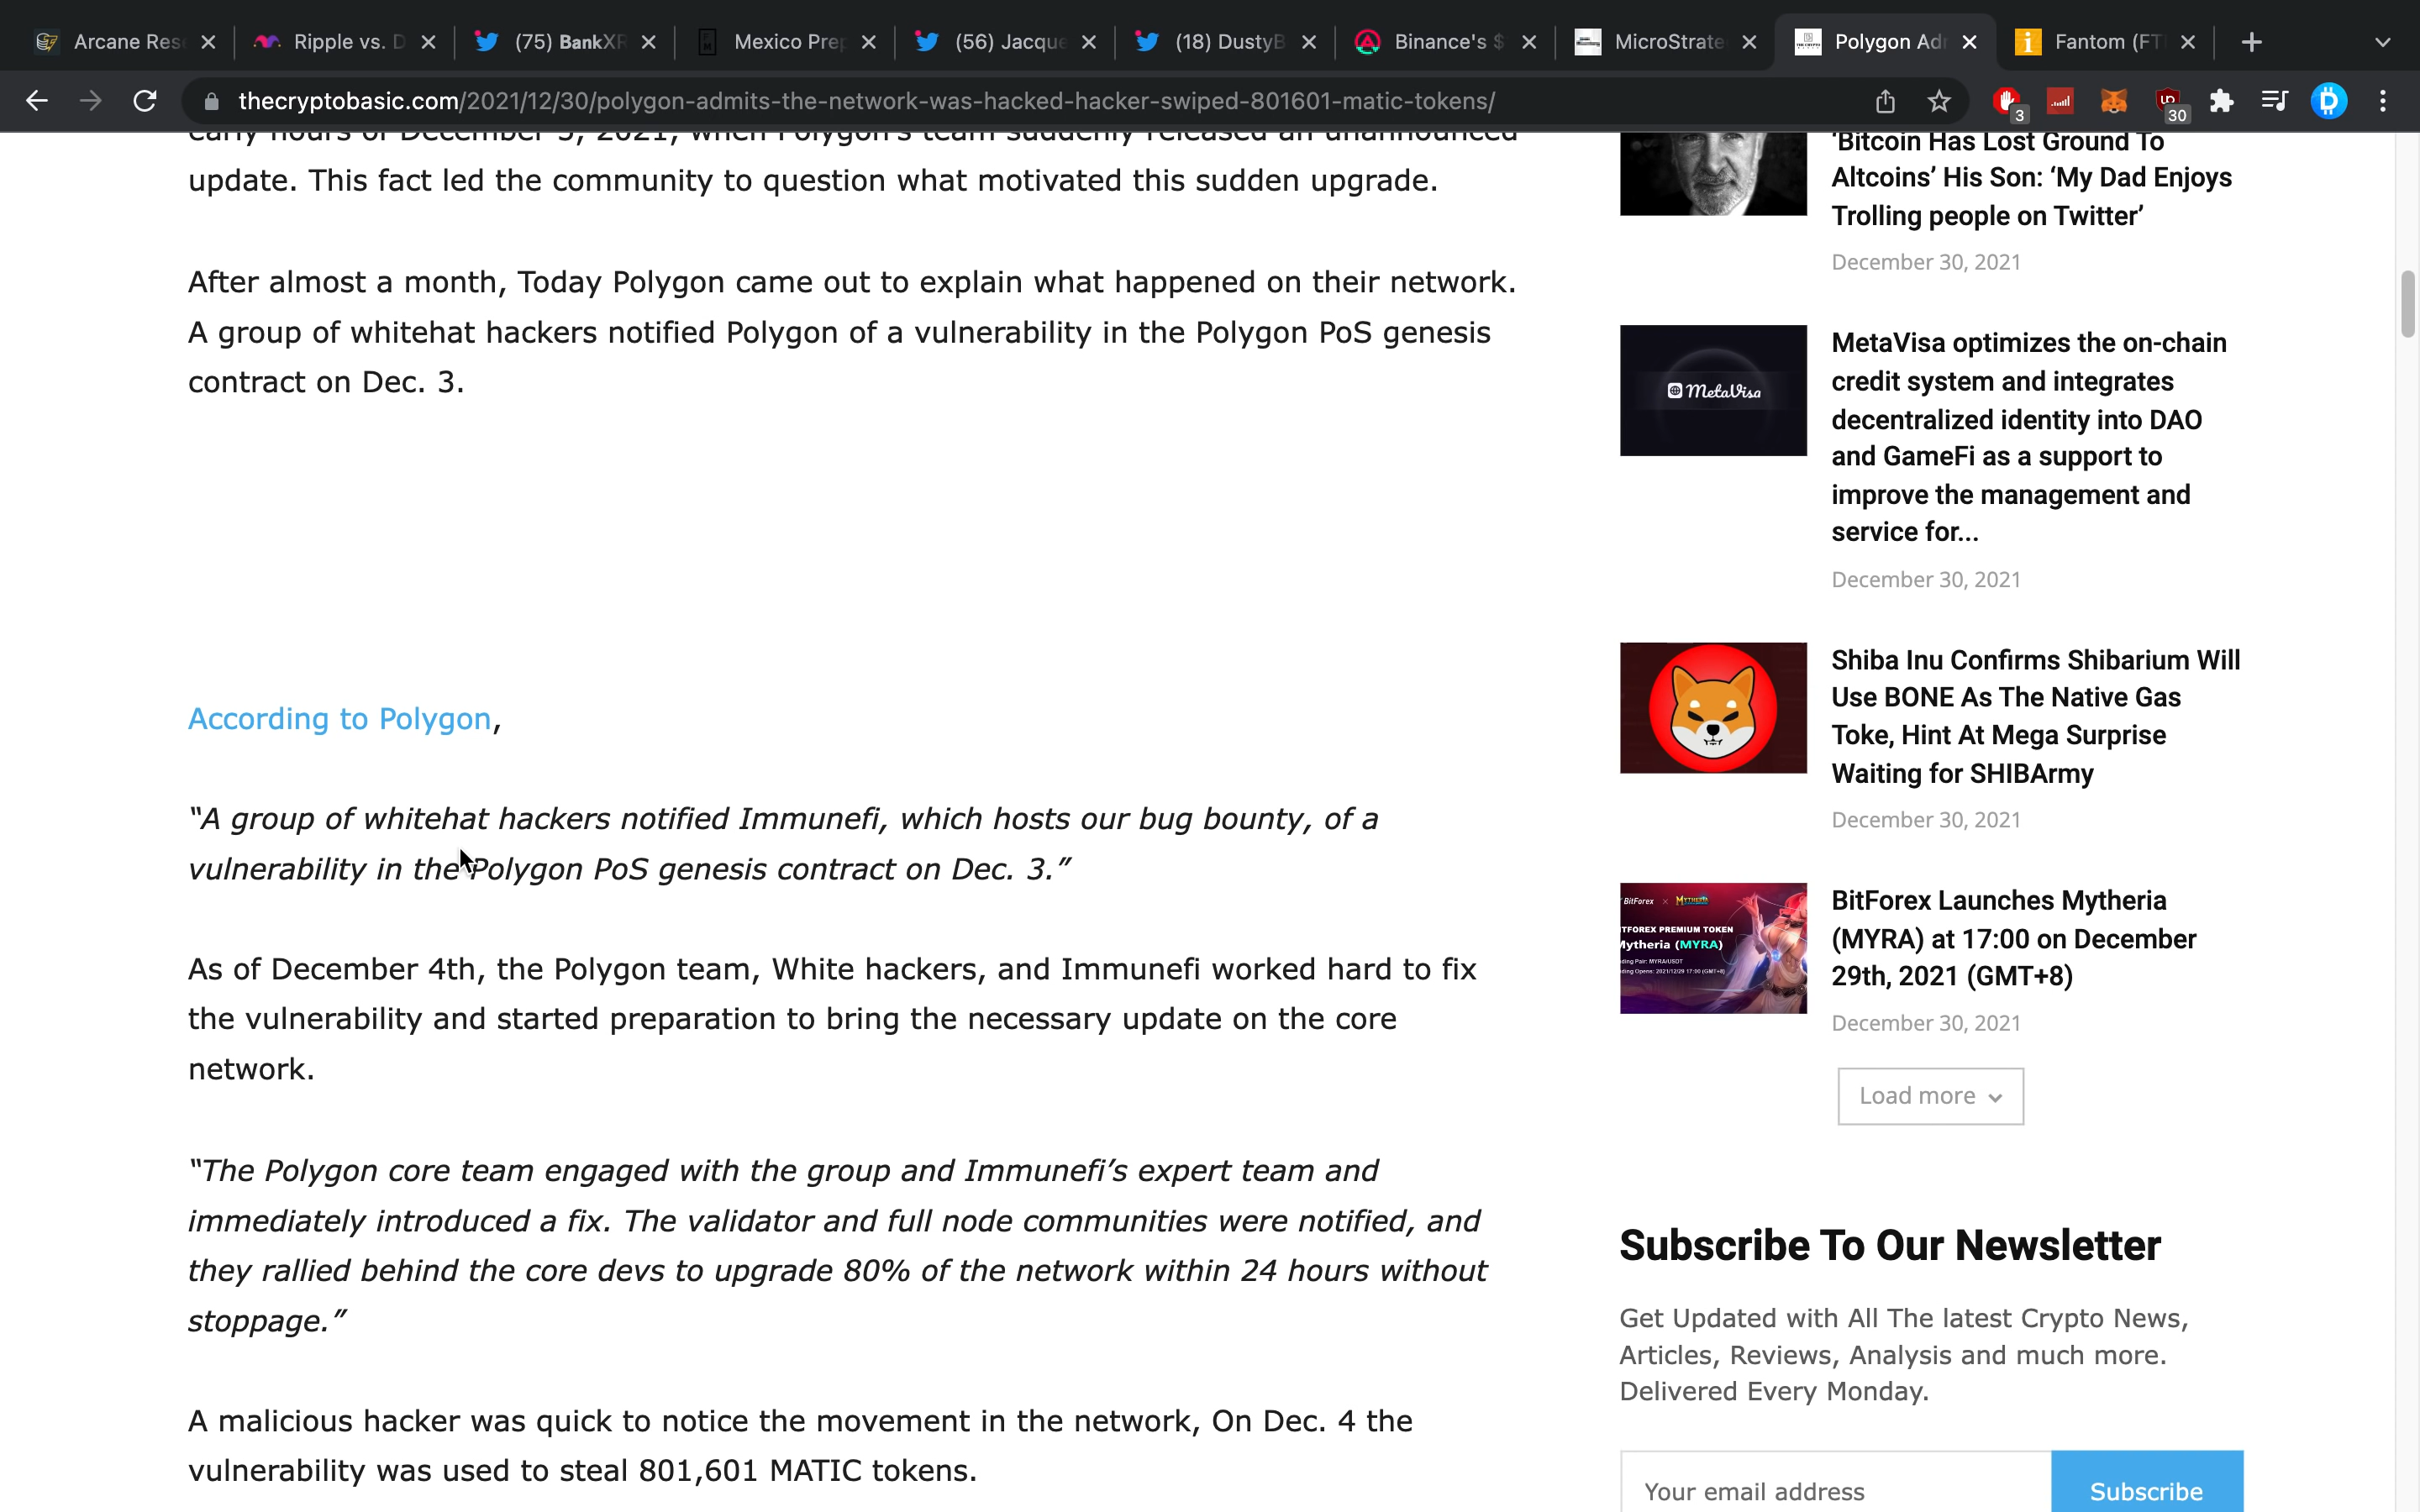 Arcane Res
Ripple vs. D
(75) BankXR
Mexico Prep
(56) Jacque
(18) DustyB
Binance's $
MicroStrate
Polygon Ad
Fantom (FT
thecryptobasic.com/2021/12/30/polygon-admits-the-network-was-hacked-hacker-swiped-801601-matic-tokens/
3
30
early hours of December 5, 2021, when Polygon's team suddenly released an unannounced
update. This fact led the community to question what motivated this sudden upgrade.
After almost a month, Today Polygon came out to explain what happened on their network.
A group of whitehat hackers notified Polygon of a vulnerability in the Polygon PoS genesis
contract on Dec. 3.
According to Polygon,
“A group of whitehat hackers notified Immunefi, which hosts our bug bounty, of a
vulnerability in the Polygon PoS genesis contract on Dec. 3.”
As of December 4th, the Polygon team, White hackers, and Immunefi worked hard to fix
the vulnerability and started preparation to bring the necessary update on the core
network.
“The Polygon core team engaged with the group and Immunefi’s expert team and
immediately introduced a fix. The validator and full node communities were notified, and
they rallied behind the core devs to upgrade 80% of the network within 24 hours without
stoppage.”
A malicious hacker was quick to notice the movement in the network, On Dec. 4 the
vulnerability was used to steal 801,601 MATIC tokens.
‘Bitcoin Has Lost Ground To
Altcoins’ His Son: ‘My Dad Enjoys
Trolling people on Twitter’
December 30, 2021
MetaVisa
MetaVisa optimizes the on-chain
credit system and integrates
decentralized identity into DAO
and GameFi as a support to
improve the management and
service for...
December 30, 2021
Shiba Inu Confirms Shibarium Will
Use BONE As The Native Gas
Toke, Hint At Mega Surprise
Waiting for SHIBArmy
December 30, 2021
BitForex × MYTHERIA
ITFOREX PREMIUM TOKEN
Mytheria (MYRA)
ding Pair: MYRA/USDT
ding Opens: 2021/12/29 17:00 (GMT+8)
BitForex Launches Mytheria
(MYRA) at 17:00 on December
29th, 2021 (GMT+8)
December 30, 2021
Load more
Subscribe To Our Newsletter
Get Updated with All The latest Crypto News,
Articles, Reviews, Analysis and much more.
Delivered Every Monday.
Your email address
Subscribe